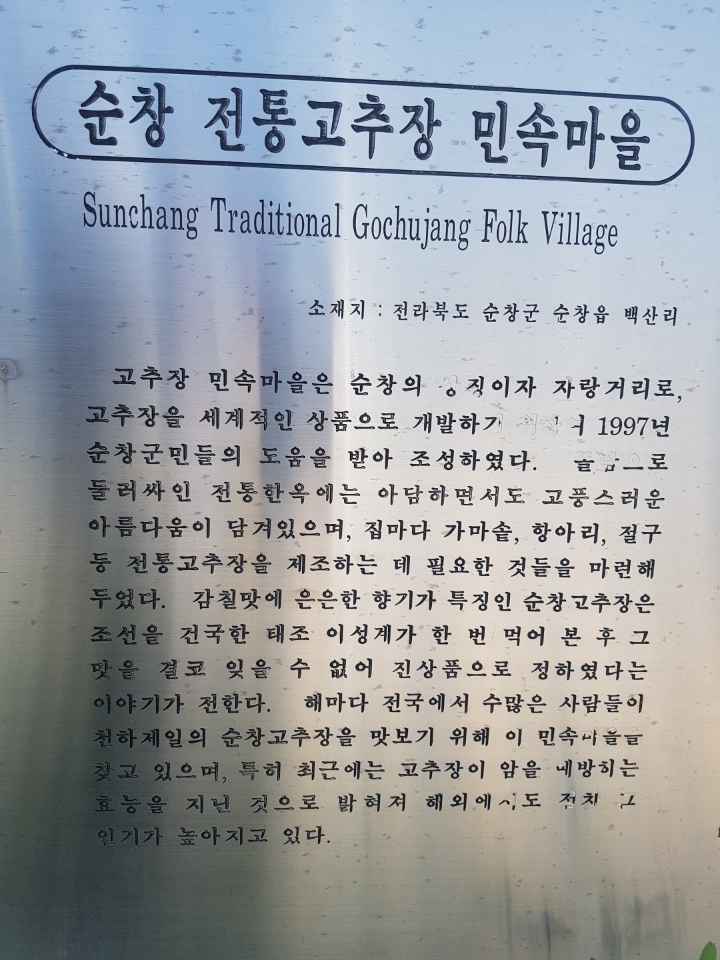 순창 전통고추장 민속마을
Sunchang Traditional Gochujang Folk Village
소재지 : 전라북도 순창군 순창읍 백산리
고추장 민속마을은 순창의 상징이자 자랑거리로,
고추장을 세계적인 상품으로 개발하기 1997년
순창군민들의 도움을 받아 조성하였다. 돌담으로
둘러싸인 전통한옥에는 아담하면서도 고풍스러운
아름다움이 담겨있으며, 집마다 가마솥, 항아리, 절구
등 전통고추장을 제조하는 데 필요한 것들을 마련해
두었다. 감칠맛에 은은한 향기가 특징인 순창고추장은
조선을 건국한 태조 이성계가 한 번 먹어 본 후 그
맛을 결코 잊을 수 없어 진상품으로 정하였다는
이야기가 전한다. 해마다 전국에서 수많은 사람들이
천하제일의 순창고추장을 맛보기 위해 이 민속마을을
찾고 있으며, 특히 최근에는 고추장이 암을 예방하는
효능을 지닌 것으로 밝혀져 해외에서도 점차 그
인기가 높아지고 있다.